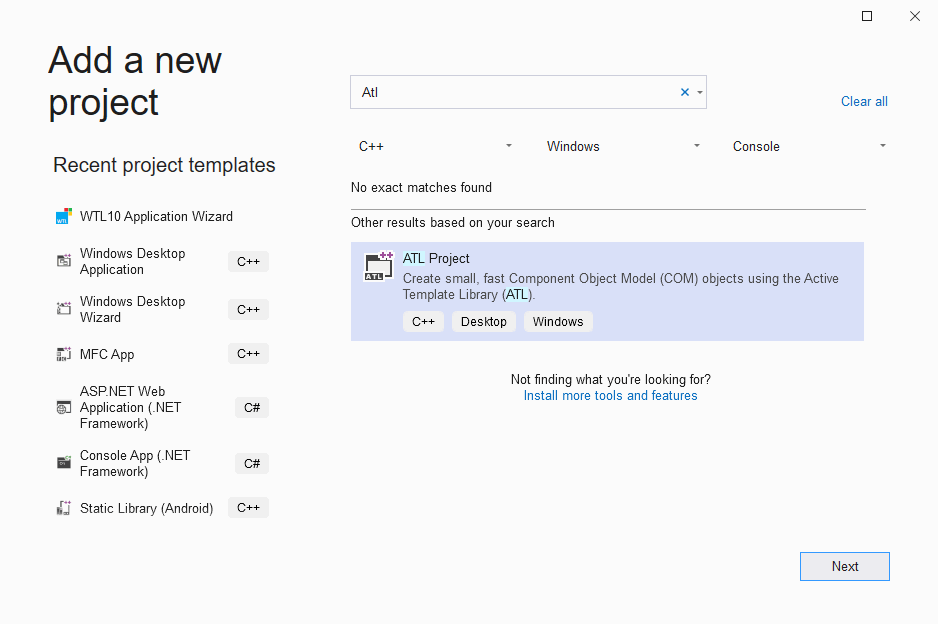 Add a new
project
Atl
Clear all
C++
Windows
Console
Recent project templates
WTL10 Application Wizard
Windows Desktop
Application
C++
Windows Desktop
Wizard
C++
MFC App
C++
ASP.NET Web
Application (.NET
Framework)
C#
Console App (.NET
Framework)
C#
Static Library (Android)
C++
No exact matches found
Other results based on your search
ATL
ATL Project
Create small, fast Component Object Model (COM) objects using the Active
Template Library (ATL).
C++ Desktop Windows
Not finding what you're looking for?
Install more tools and features
Next